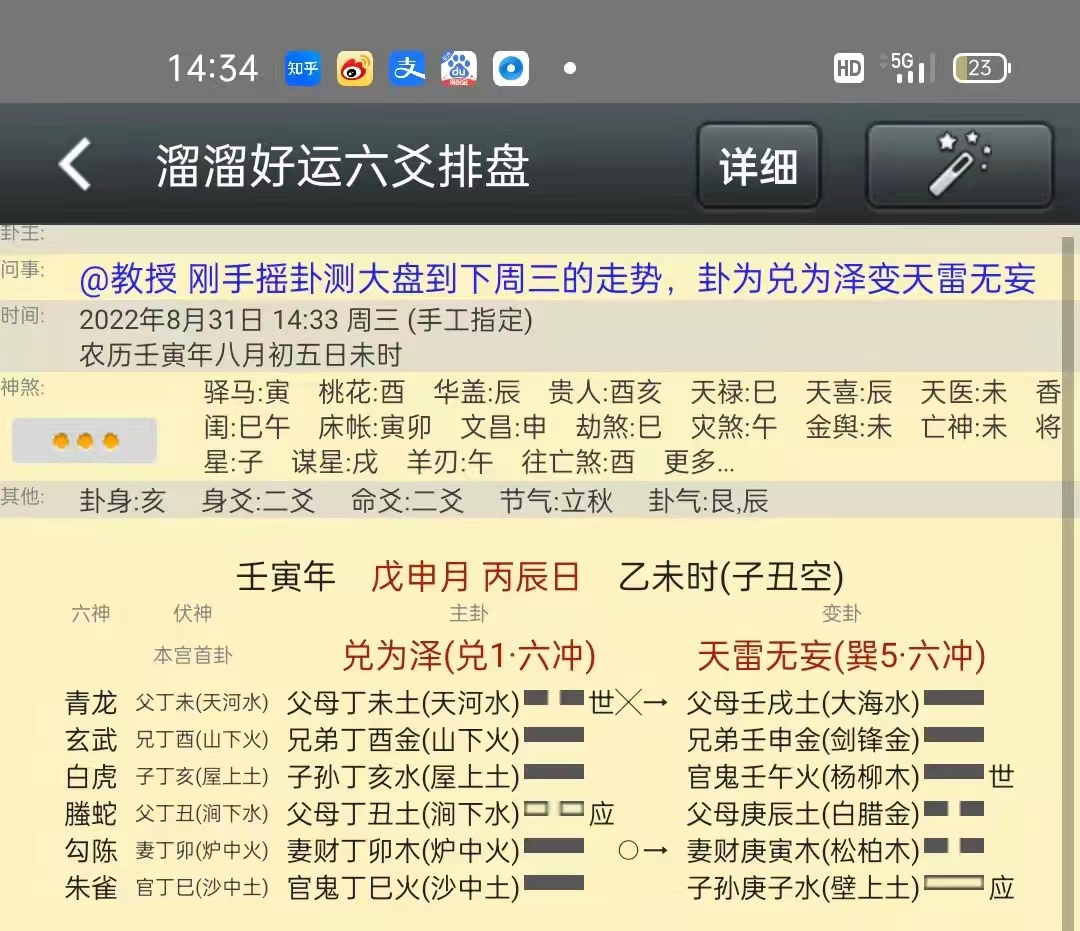 14:34 知乎 支 du HD 5G 23
溜溜好运六爻排盘 详细
卦主:
问事: @教授 刚手摇卦测大盘到下周三的走势，卦为兑为泽变天雷无妄
时间: 2022年8月31日 14:33 周三 (手工指定)
农历壬寅年八月初五日未时
神煞: 驿马:寅 桃花:酉 华盖:辰 贵人:酉亥 天禄:巳 天喜:辰 天医:未 香
闺:巳午 床帐:寅卯 文昌:申 劫煞:巳 灾煞:午 金舆:未 亡神:未 将
星:子 谋星:戌 羊刃:午 往亡煞:酉 更多...
其他: 卦身:亥 身爻:二爻 命爻:二爻 节气:立秋 卦气:艮,辰
壬寅年 戊申月 丙辰日 乙未时(子丑空)
六神 伏神 主卦 变卦
本宫首卦 兑为泽(兑1·六冲) 天雷无妄(巽5·六冲)
青龙 父丁未(天河水) 父母丁未土(天河水) 世╳→ 父母壬戌土(大海水)
玄武 兄丁酉(山下火) 兄弟丁酉金(山下火) 兄弟壬申金(剑锋金)
白虎 子丁亥(屋上土) 子孙丁亥水(屋上土) 官鬼壬午火(杨柳木) 世
螣蛇 父丁丑(涧下水) 父母丁丑土(涧下水) 应 父母庚辰土(白腊金)
勾陈 妻丁卯(炉中火) 妻财丁卯木(炉中火) ○→ 妻财庚寅木(松柏木)
朱雀 官丁巳(沙中土) 官鬼丁巳火(沙中土) 子孙庚子水(壁上土) 应